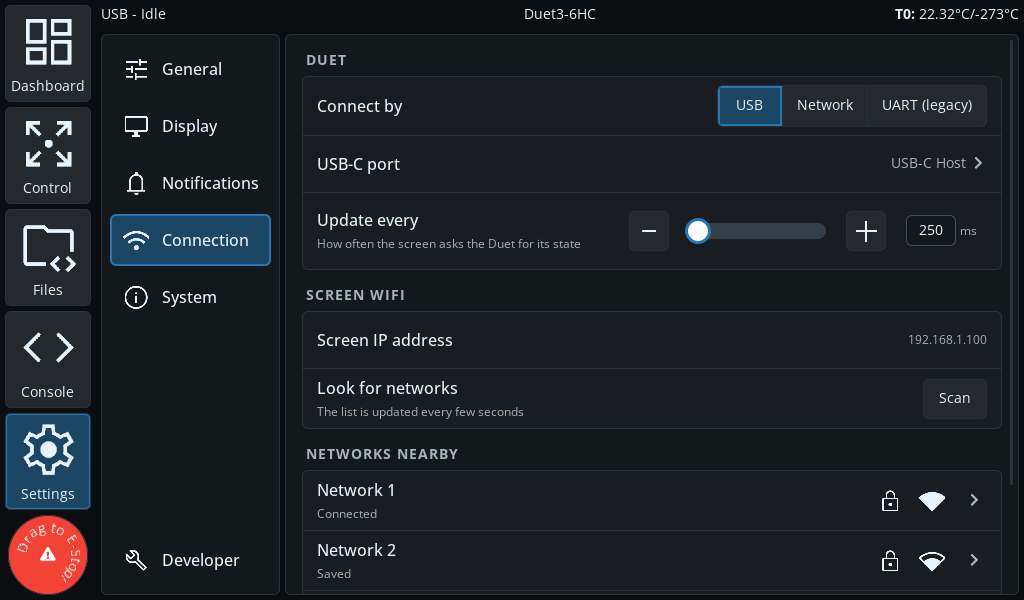 USB - Idle
Duet3-6HC
T0: 22.32°C/-273°C
Dashboard
Control
Files
Console
Settings
Drag to E-Stop!
General
Display
Notifications
Connection
System
Developer
DUET
Connect by
USB
Network
UART (legacy)
USB-C port
USB-C Host
Update every
How often the screen asks the Duet for its state
250 ms
SCREEN WIFI
Screen IP address
192.168.1.100
Look for networks
The list is updated every few seconds
Scan
NETWORKS NEARBY
Network 1
Connected
Network 2
Saved